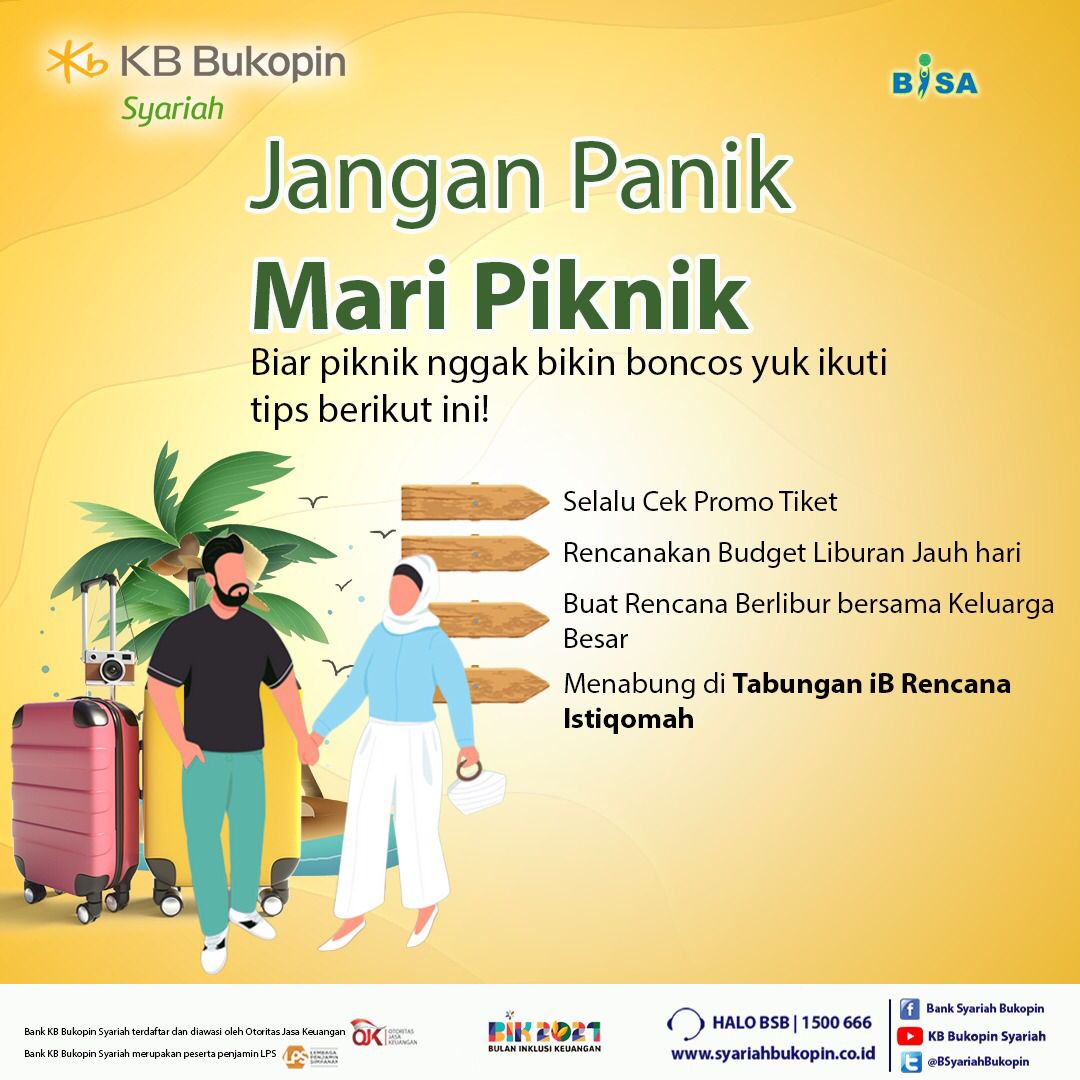 KB Bukopin
Syariah
BISA
Jangan Panik
Mari Piknik
Biar piknik nggak bikin boncos yuk ikuti
tips berikut ini!
Selalu Cek Promo Tiket
Rencanakan Budget Liburan Jauh hari
Buat Rencana Berlibur bersama Keluarga
Besar
Menabung di Tabungan iB Rencana
Istiqomah
Bank KB Bukopin Syariah terdaftar dan diawasi oleh Otoritas Jasa Keuangan
OJK OTORITAS
JASA
KEUANGAN
Bank KB Bukopin Syariah merupakan peserta penjamin LPS
LPS LEMBAGA
PENJAMIN
SIMPANAN
BIK 2021
BULAN INKLUSI KEUANGAN
HALO BSB | 1500 666
www.syariahbukopin.co.id
Bank Syariah Bukopin
KB Bukopin Syariah
@BSyariahBukopin